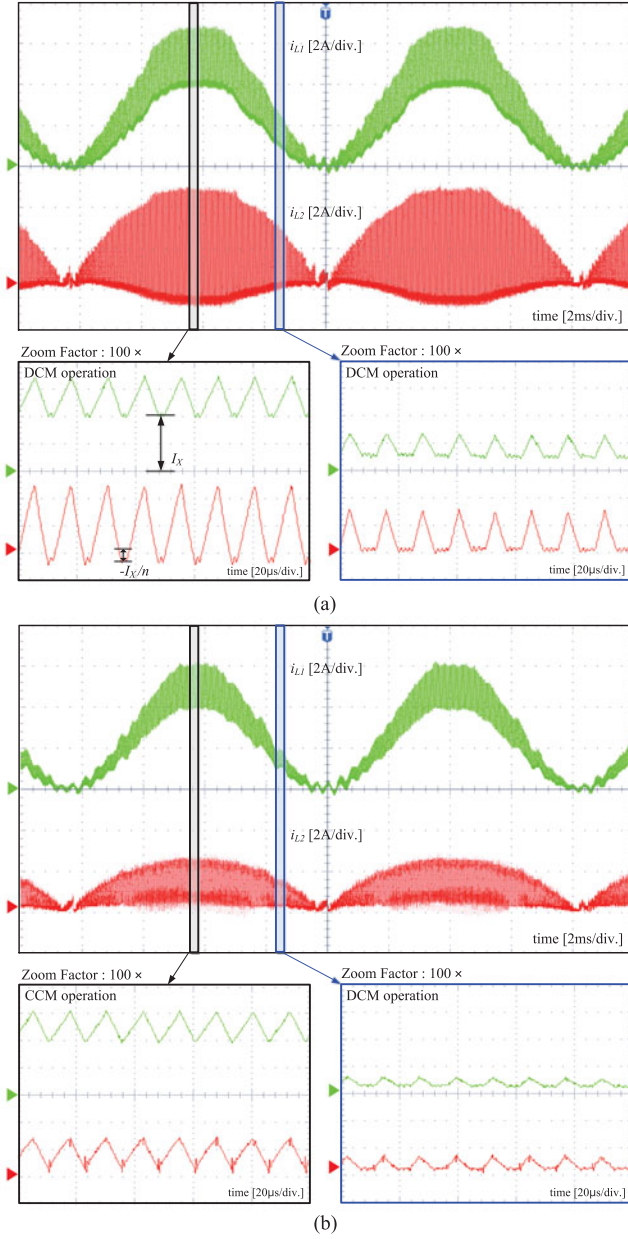 T
iL1 [2A/div.]
iL2 [2A/div.]
time [2ms/div.]
Zoom Factor : 100 ×
Zoom Factor : 100 ×
DCM operation
DCM operation
IX
-IX/n
time [20μs/div.]
time [20μs/div.]
(a)
T
iL1 [2A/div.]
iL2 [2A/div.]
time [2ms/div.]
Zoom Factor : 100 ×
Zoom Factor : 100 ×
CCM operation
DCM operation
time [20μs/div.]
time [20μs/div.]
(b)